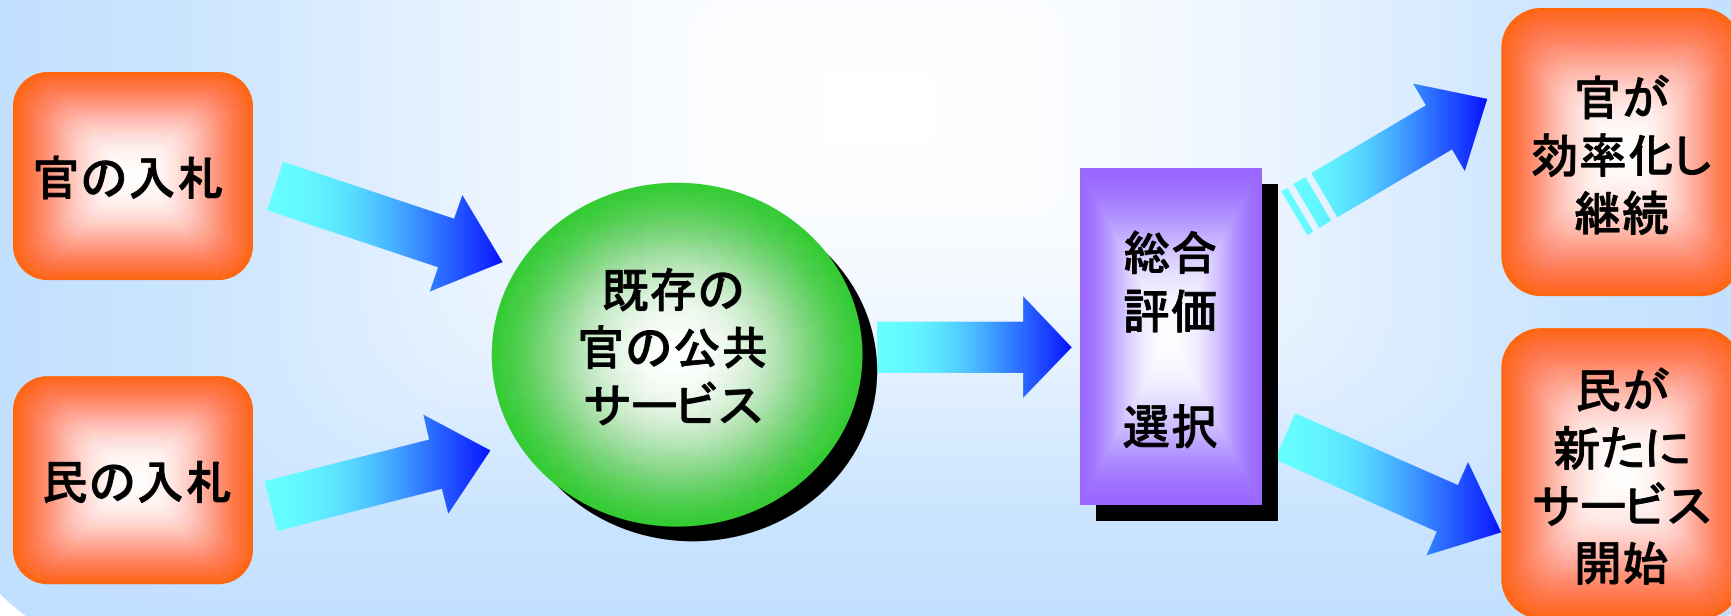 官の入札
民の入札
既存の
官の公共
サービス
総合
評価
選択
官が
効率化し
継続
民が
新たに
サービス
開始